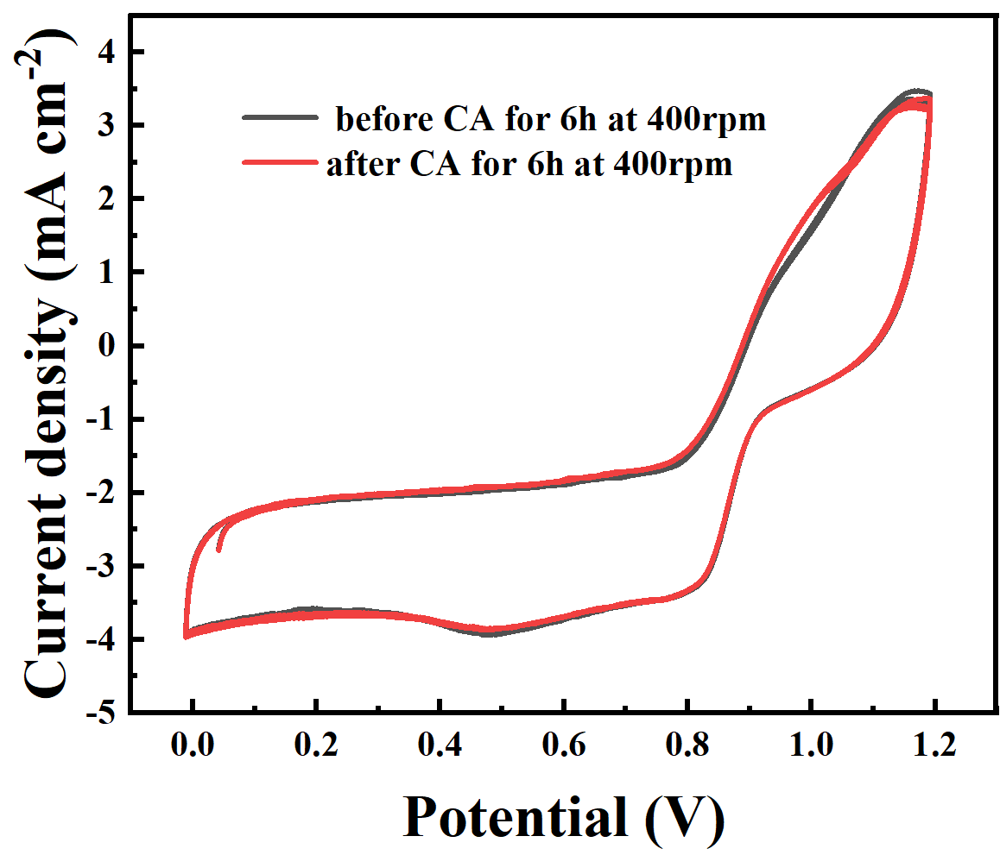 Current density (mA cm-2)
4
3
2
1
0
-1
-2
-3
-4
-5
before CA for 6h at 400rpm
after CA for 6h at 400rpm
0.0 0.2 0.4 0.6 0.8 1.0 1.2
Potential (V)